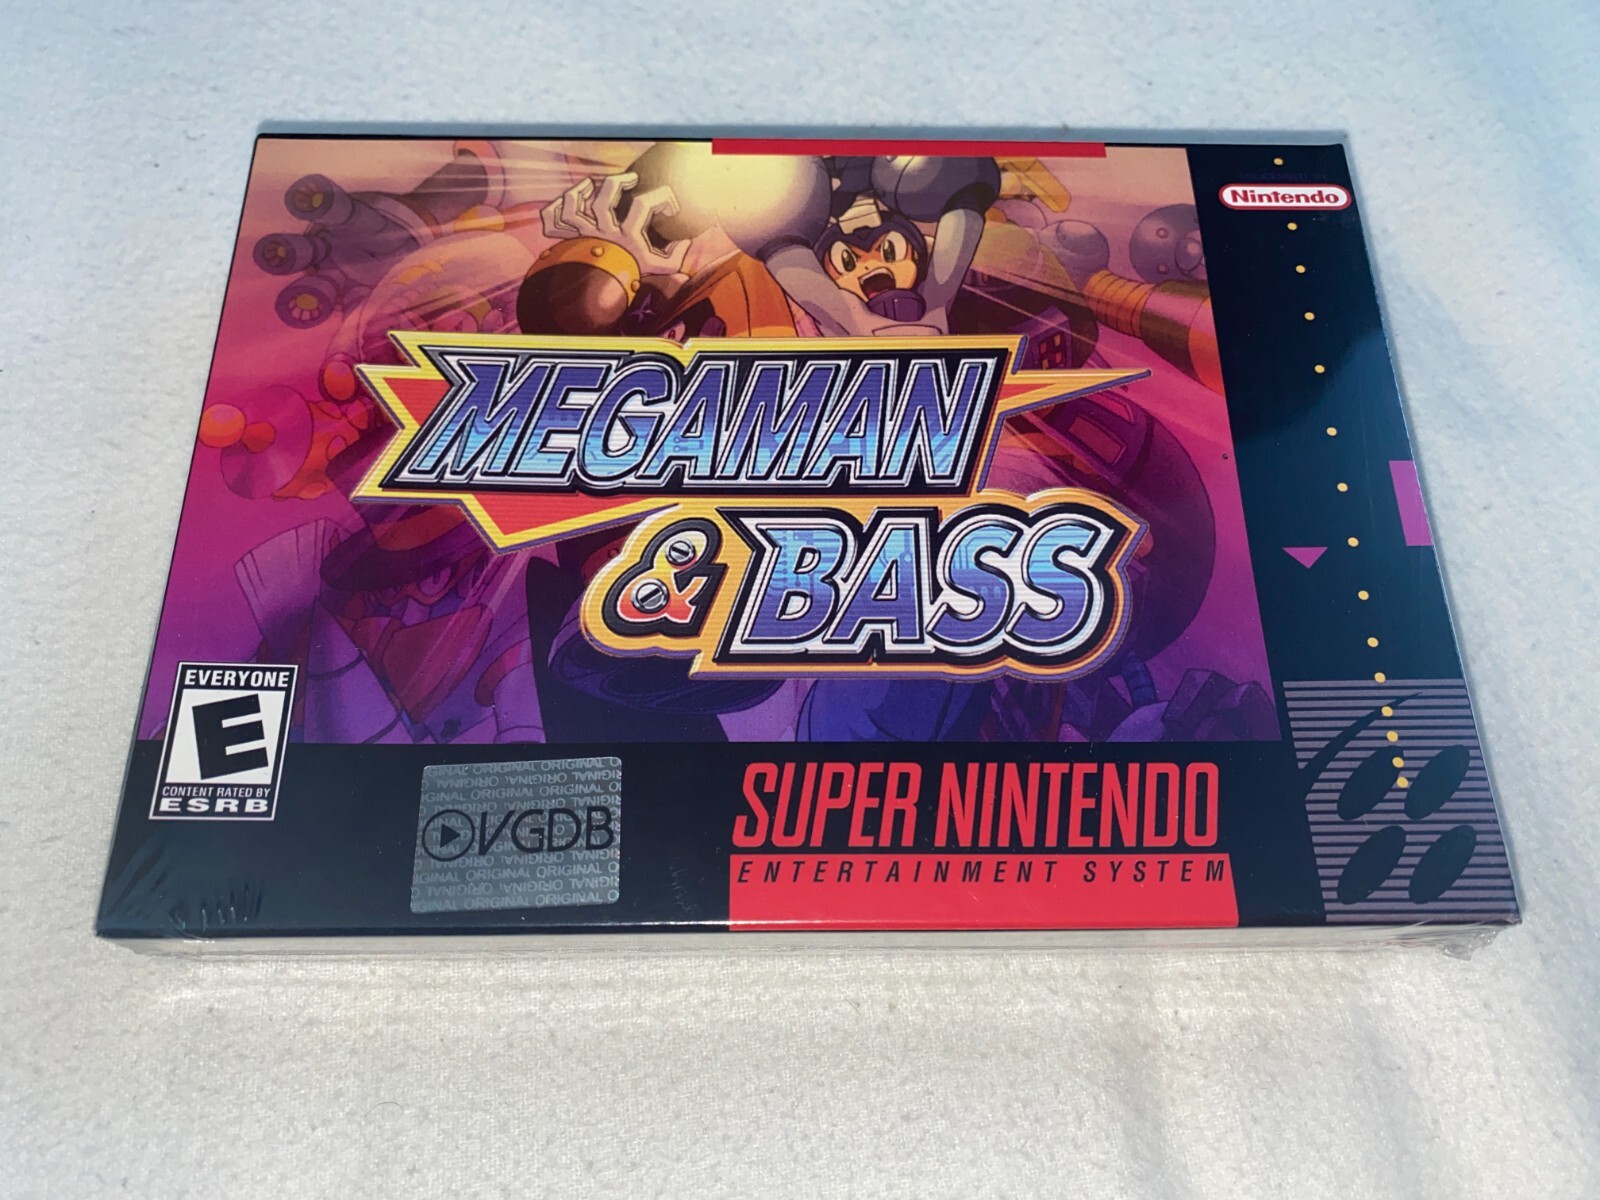 Nintendo
MEGAMAN
& BASS
EVERYONE
E
CONTENT RATED BY
ESRB
VGDB
ORIGINAL ORIGINAL ORIGINAL
SUPER NINTENDO
ENTERTAINMENT SYSTEM